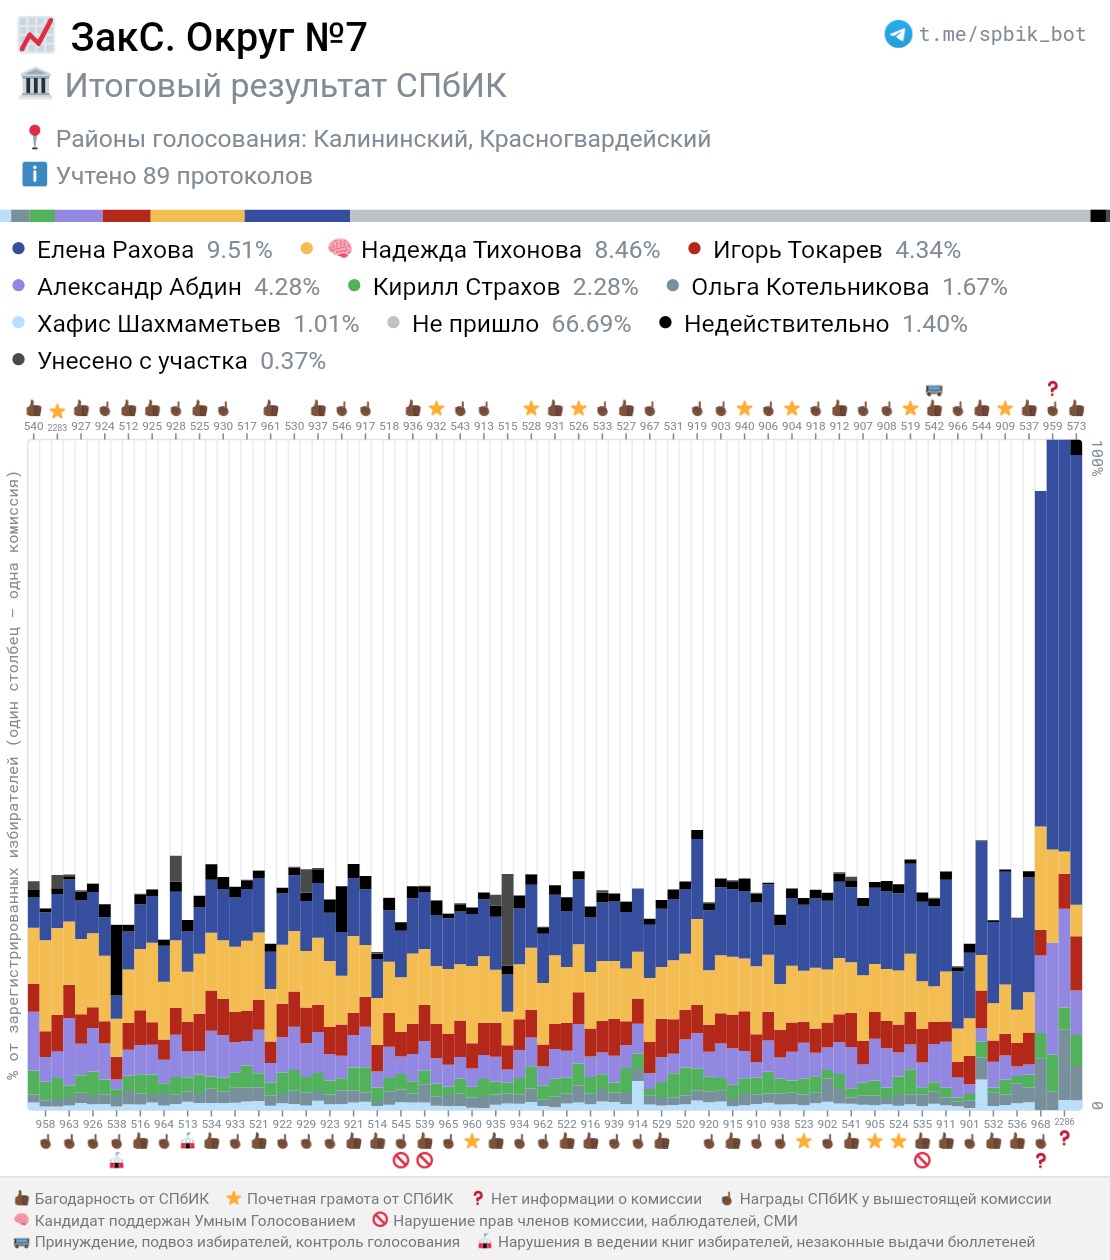 ЗакС. Округ №7
t.me/spbik_bot
Итоговый результат СПбИК
Районы голосования: Калининский, Красногвардейский
Учтено 89 протоколов
Елена Рахова 9.51% Надежда Тихонова 8.46% Игорь Токарев 4.34%
Александр Абдин 4.28% Кирилл Страхов 2.28% Ольга Котельникова 1.67%
Хафис Шахмаметьев 1.01% Не пришло 66.69% Недействительно 1.40%
Унесено с участка 0.37%
540 2283 927 924 512 925 928 525 930 517 961 530 937 546 917 518 936 932 543 913 515 528 931 526 533 527 967 531 919 903 940 906 904 918 912 907 908 519 542 966 544 909 537 959 573
100%
% от зарегистрированных избирателей (один столбец – одна комиссия)
0
958 963 926 538 516 964 513 534 933 521 922 929 923 921 514 545 539 965 960 935 934 962 522 916 939 914 529 520 920 915 910 938 523 902 541 905 524 535 911 901 532 536 968 2286
Багодарность от СПбИК Почетная грамота от СПбИК Нет информации о комиссии Награды СПбИК у вышестоящей комиссии
Кандидат поддержан Умным Голосованием Нарушение прав членов комиссии, наблюдателей, СМИ
Принуждение, подвоз избирателей, контроль голосования Нарушения в ведении книг избирателей, незаконные выдачи бюллетеней